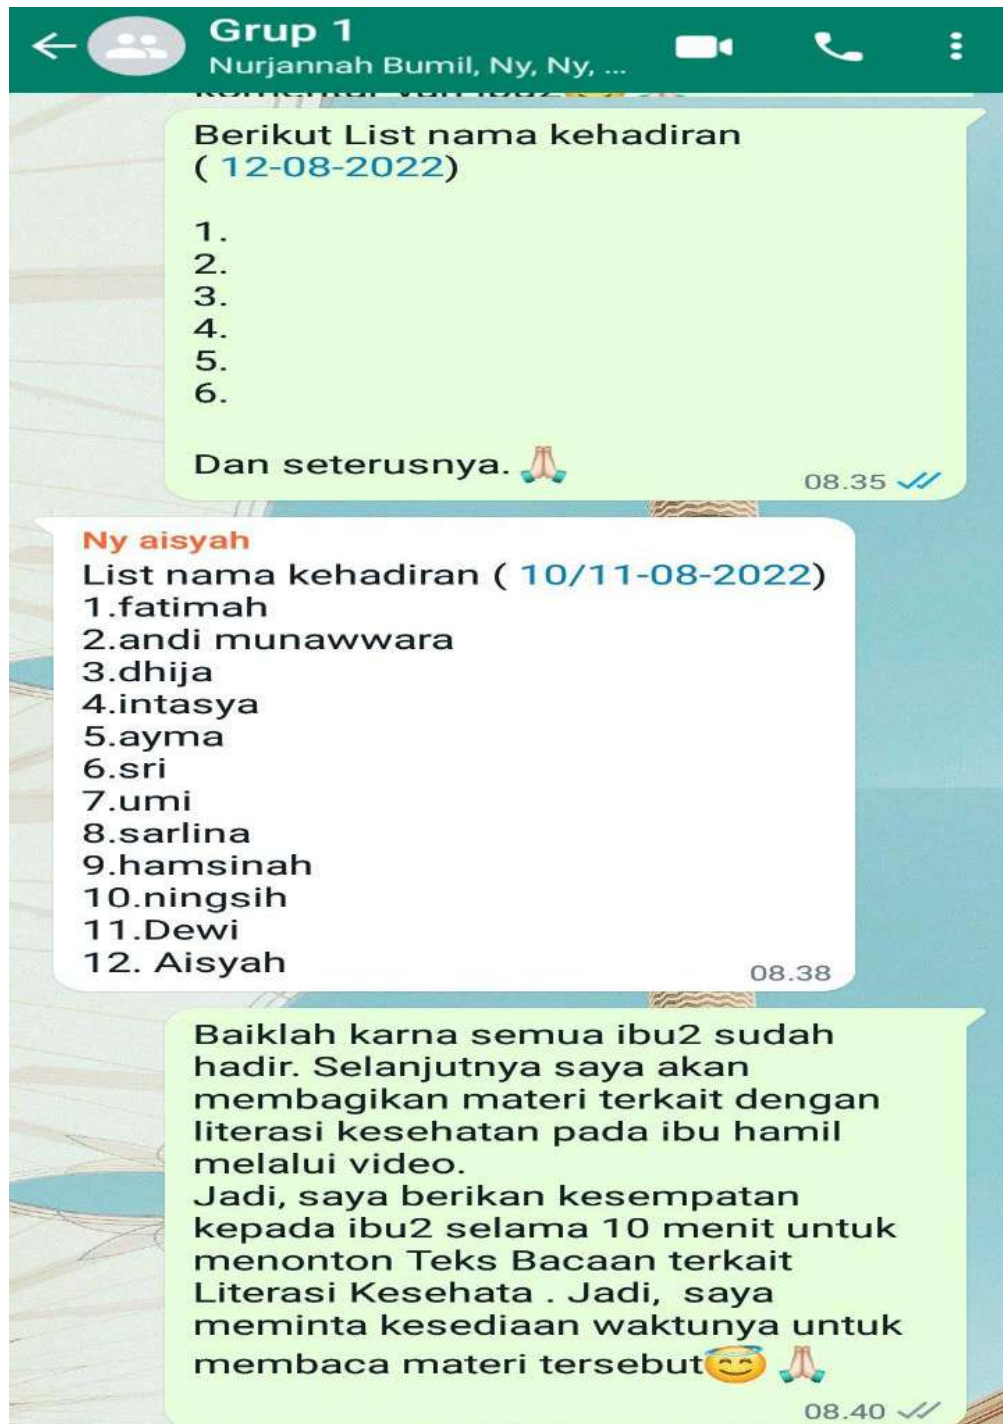 Grup 1
Nurjannah Bumil, Ny, Ny, ...
Berikut List nama kehadiran
( 12-08-2022)
1.
2.
3.
4.
5.
6.
Dan seterusnya. 🙏🏻
08.35
Ny aisyah
List nama kehadiran ( 10/11-08-2022)
1.fatimah
2.andi munawwara
3.dhija
4.intasya
5.ayma
6.sri
7.umi
8.sarlina
9.hamsinah
10.ningsih
11.Dewi
12. Aisyah
08.38
Baiklah karna semua ibu2 sudah
hadir. Selanjutnya saya akan
membagikan materi terkait dengan
literasi kesehatan pada ibu hamil
melalui video.
Jadi, saya berikan kesempatan
kepada ibu2 selama 10 menit untuk
menonton Teks Bacaan terkait
Literasi Kesehata . Jadi,  saya
meminta kesediaan waktunya untuk
membaca materi tersebut😇 🙏🏻
08.40